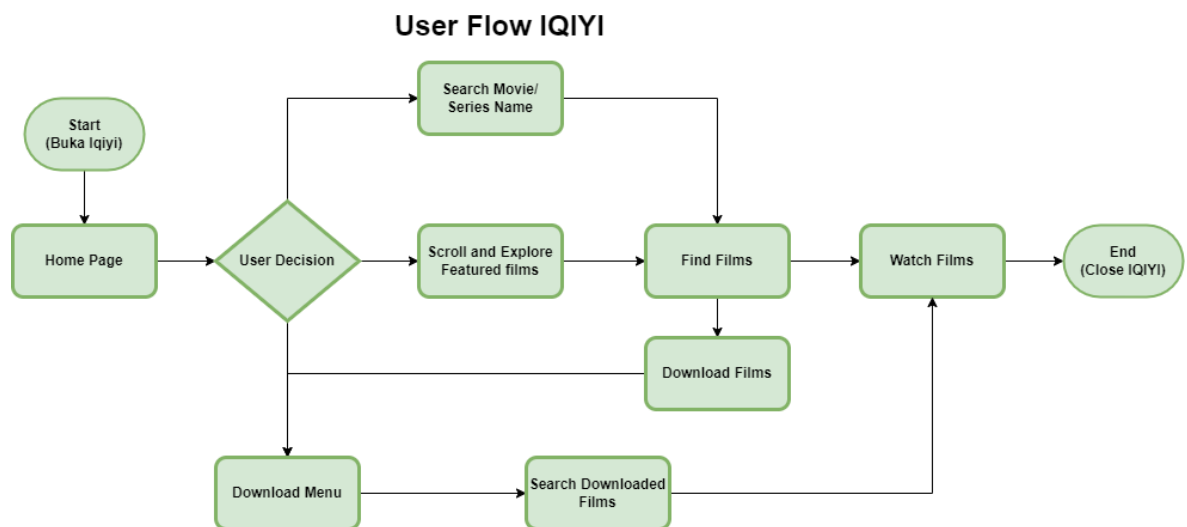 User Flow IQIYI
Search Movie/
Series Name
Start
(Buka Iqiyi)
Home Page
User Decision
Scroll and Explore
Featured films
Find Films
Watch Films
End
(Close IQIYI)
Download Films
Download Menu
Search Downloaded
Films